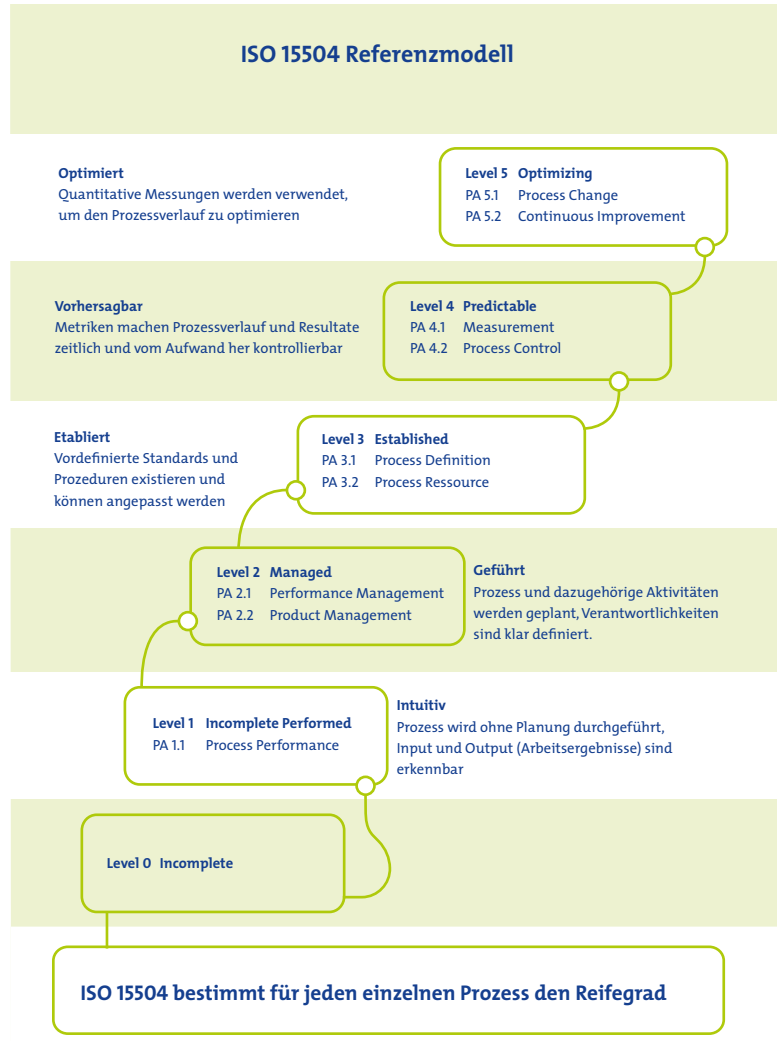 ISO 15504 Referenzmodell
Optimiert
Quantitative Messungen werden verwendet,
um den Prozessverlauf zu optimieren
Level 5 Optimizing
PA 5.1 Process Change
PA 5.2 Continuous Improvement
Vorhersagbar
Metriken machen Prozessverlauf und Resultate
zeitlich und vom Aufwand her kontrollierbar
Level 4 Predictable
PA 4.1 Measurement
PA 4.2 Process Control
Etabliert
Vordefinierte Standards und
Prozeduren existieren und
können angepasst werden
Level 3 Established
PA 3.1 Process Definition
PA 3.2 Process Ressource
Level 2 Managed
PA 2.1 Performance Management
PA 2.2 Product Management
Geführt
Prozess und dazugehörige Aktivitäten
werden geplant, Verantwortlichkeiten
sind klar definiert.
Level 1 Incomplete Performed
PA 1.1 Process Performance
Intuitiv
Prozess wird ohne Planung durchgeführt,
Input und Output (Arbeitsergebnisse) sind
erkennbar
Level 0 Incomplete
ISO 15504 bestimmt für jeden einzelnen Prozess den Reifegrad